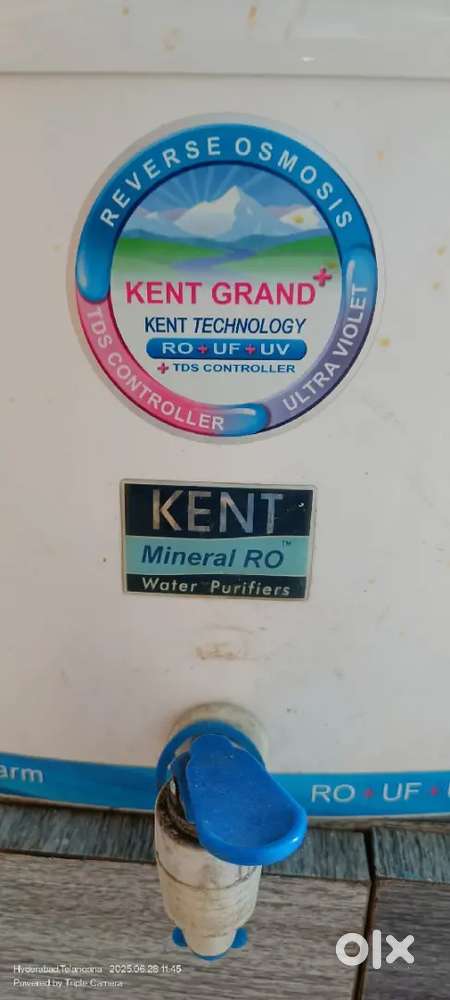 REVERSE OSMOSIS
KENT GRAND+
KENT TECHNOLOGY
RO + UF + UV
+ TDS CONTROLLER
TDS CONTROLLER
ULTRA VIOLET
KENT
Mineral RO™
Water Purifiers
arm
RO + UF +
Hyderabad,Telangana 2025.06.28 11:45
Powered by Triple Camera
olx